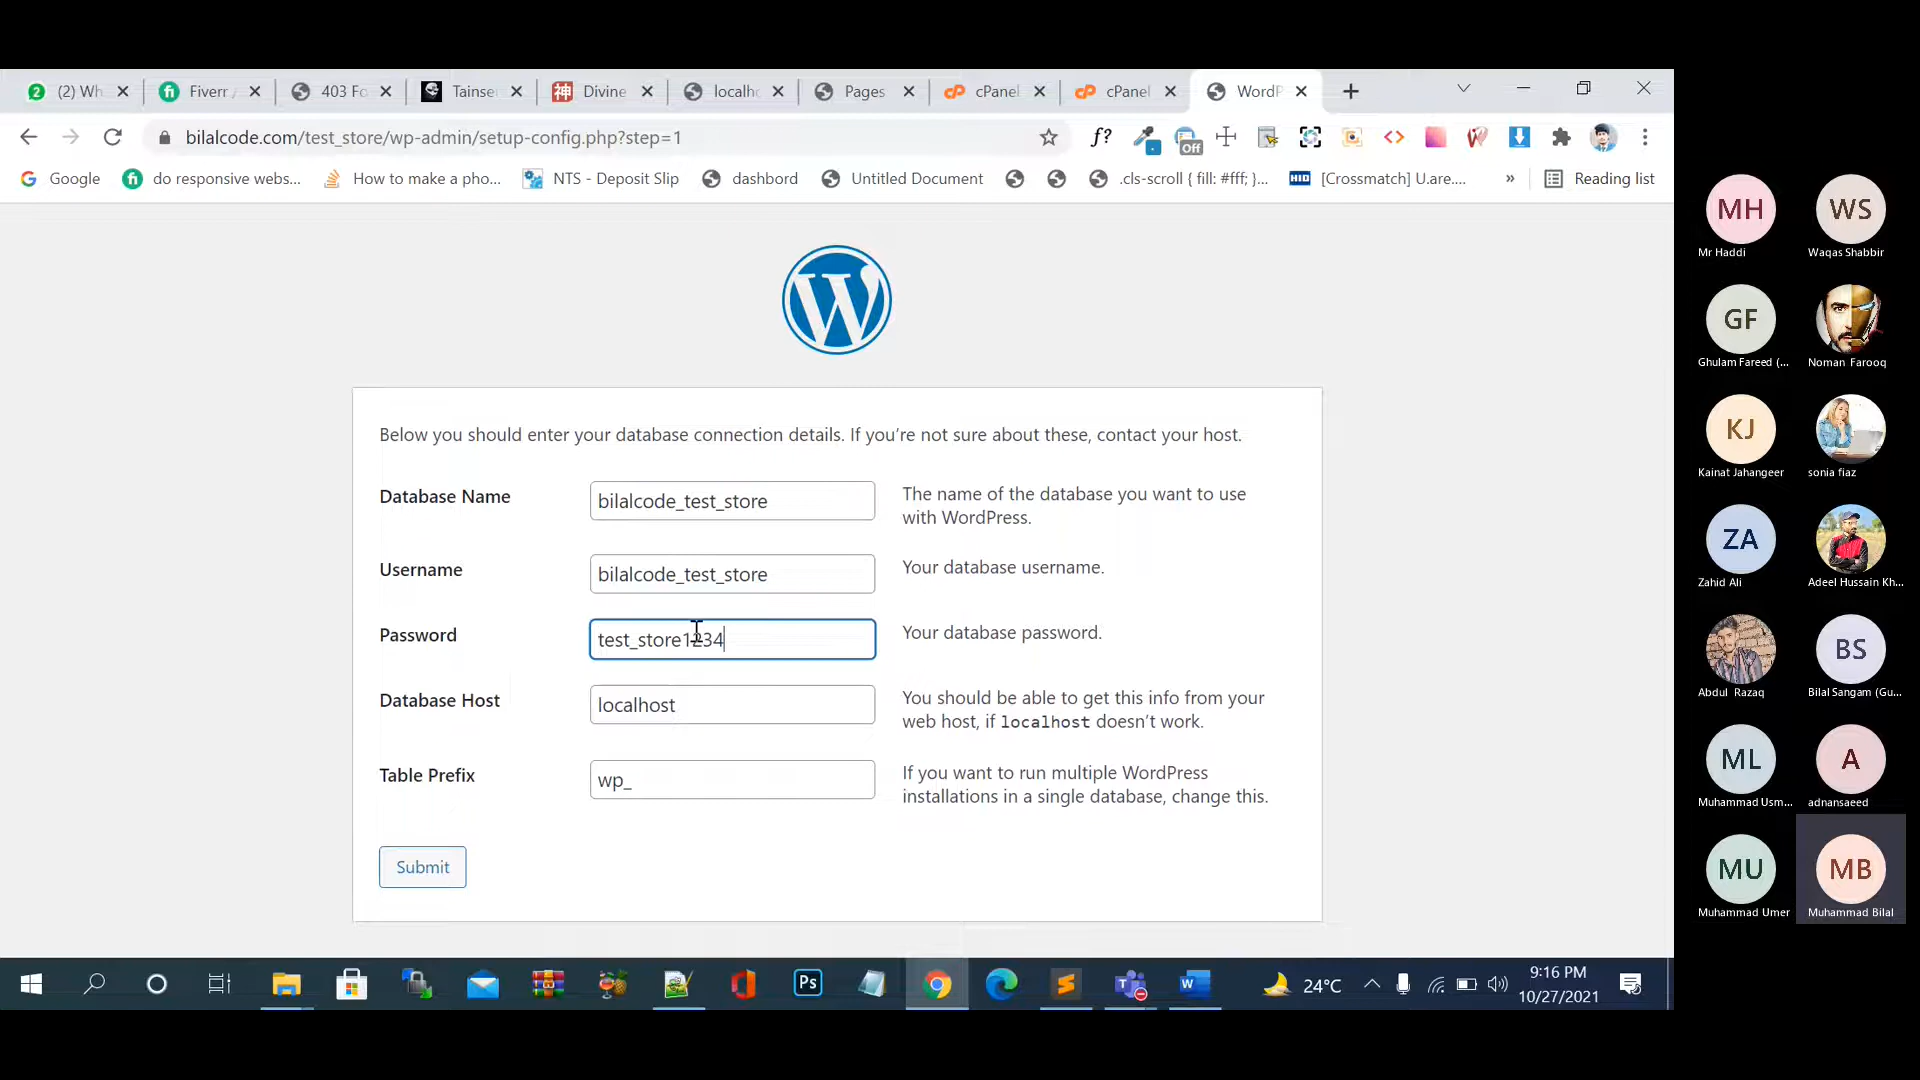 (2) Wh
Fiverr
403 Fo
Tainse
Divine
localh
Pages
cPanel
cPanel
WordP
bilalcode.com/test_store/wp-admin/setup-config.php?step=1
f?
Off
Google
do responsive webs...
How to make a pho...
NTS - Deposit Slip
dashbord
Untitled Document
.cls-scroll { fill: #fff; }...
HID
[Crossmatch] U.are....
»
Reading list
Below you should enter your database connection details. If you’re not sure about these, contact your host.
Database Name
bilalcode_test_store
The name of the database you want to use
with WordPress.
Username
bilalcode_test_store
Your database username.
Password
test_store1234
Your database password.
Database Host
localhost
You should be able to get this info from your
web host, if localhost doesn’t work.
Table Prefix
wp_
If you want to run multiple WordPress
installations in a single database, change this.
Submit
MH
Mr Haddi
WS
Waqas Shabbir
GF
Ghulam Fareed (...
Noman Farooq
KJ
Kainat Jahangeer
sonia fiaz
ZA
Zahid Ali
Adeel Hussain Kh...
Abdul Razaq
BS
Bilal Sangam (Gu...
ML
Muhammad Usm...
A
adnansaeed
MU
Muhammad Umer
MB
Muhammad Bilal
Ps
24°C
9:16 PM
10/27/2021